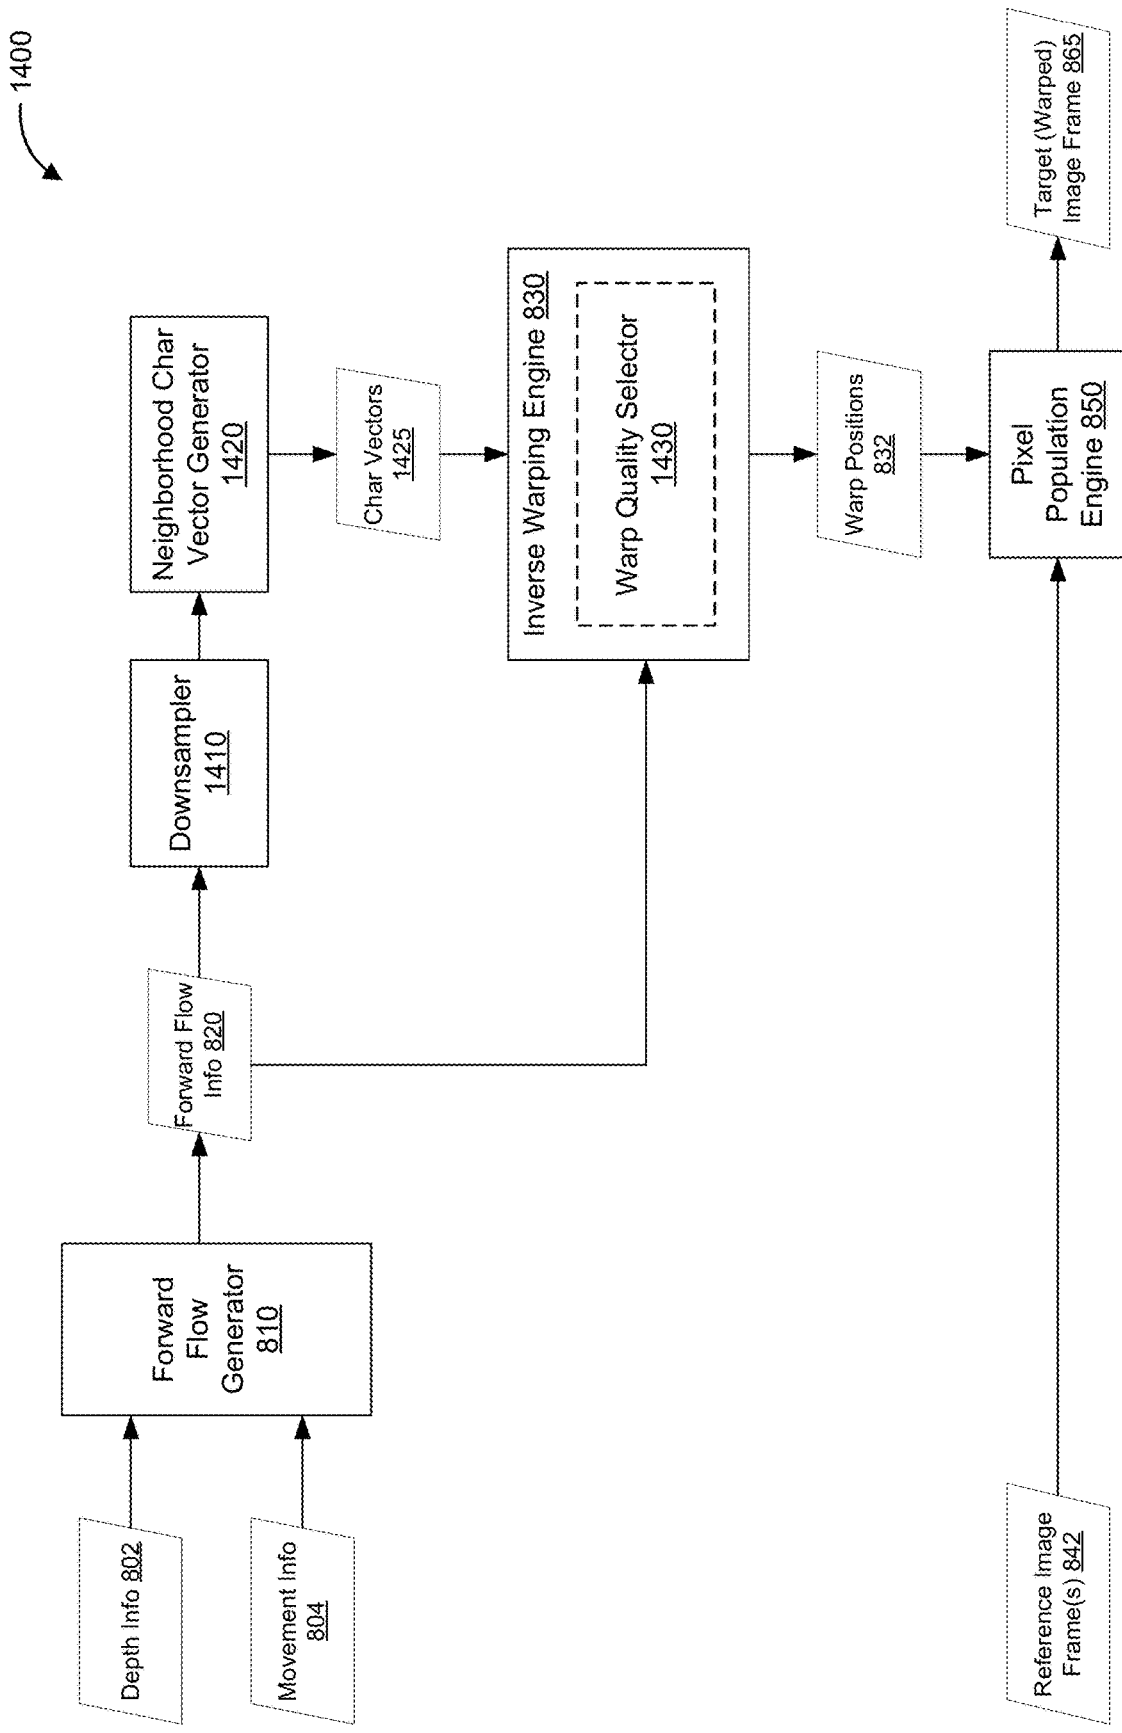 1400
Depth Info 802
Movement Info
804
Forward
Flow
Generator
810
Forward Flow
Info 820
Downsampler
1410
Neighborhood Char
Vector Generator
1420
Char Vectors
1425
Inverse Warping Engine 830
Warp Quality Selector
1430
Warp Positions
832
Reference Image
Frame(s) 842
Pixel
Population
Engine 850
Target (Warped)
Image Frame 865